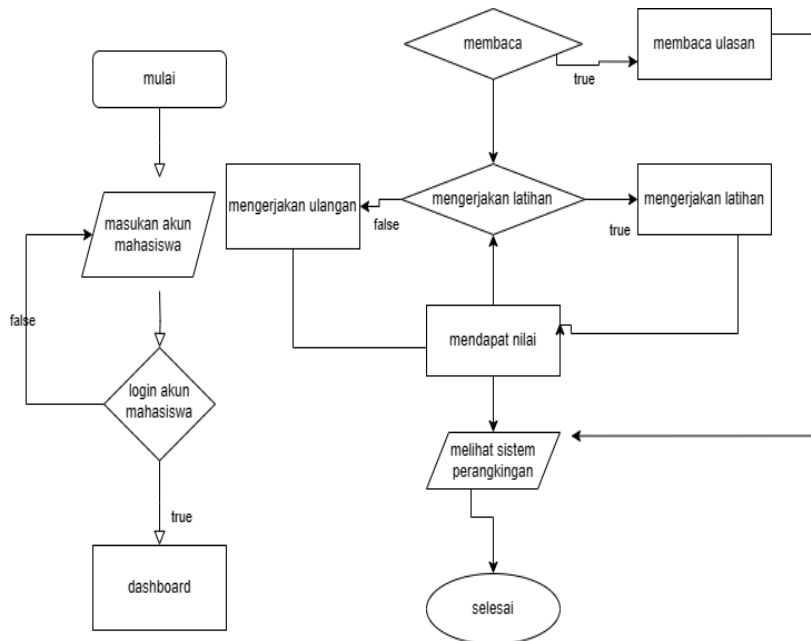 mulai
masukan akun
mahasiswa
false
login akun
mahasiswa
true
dashboard
membaca
true
membaca ulasan
mengerjakan ulangan
false
mengerjakan latihan
true
mengerjakan latihan
mendapat nilai
melihat sistem
perangkingan
selesai